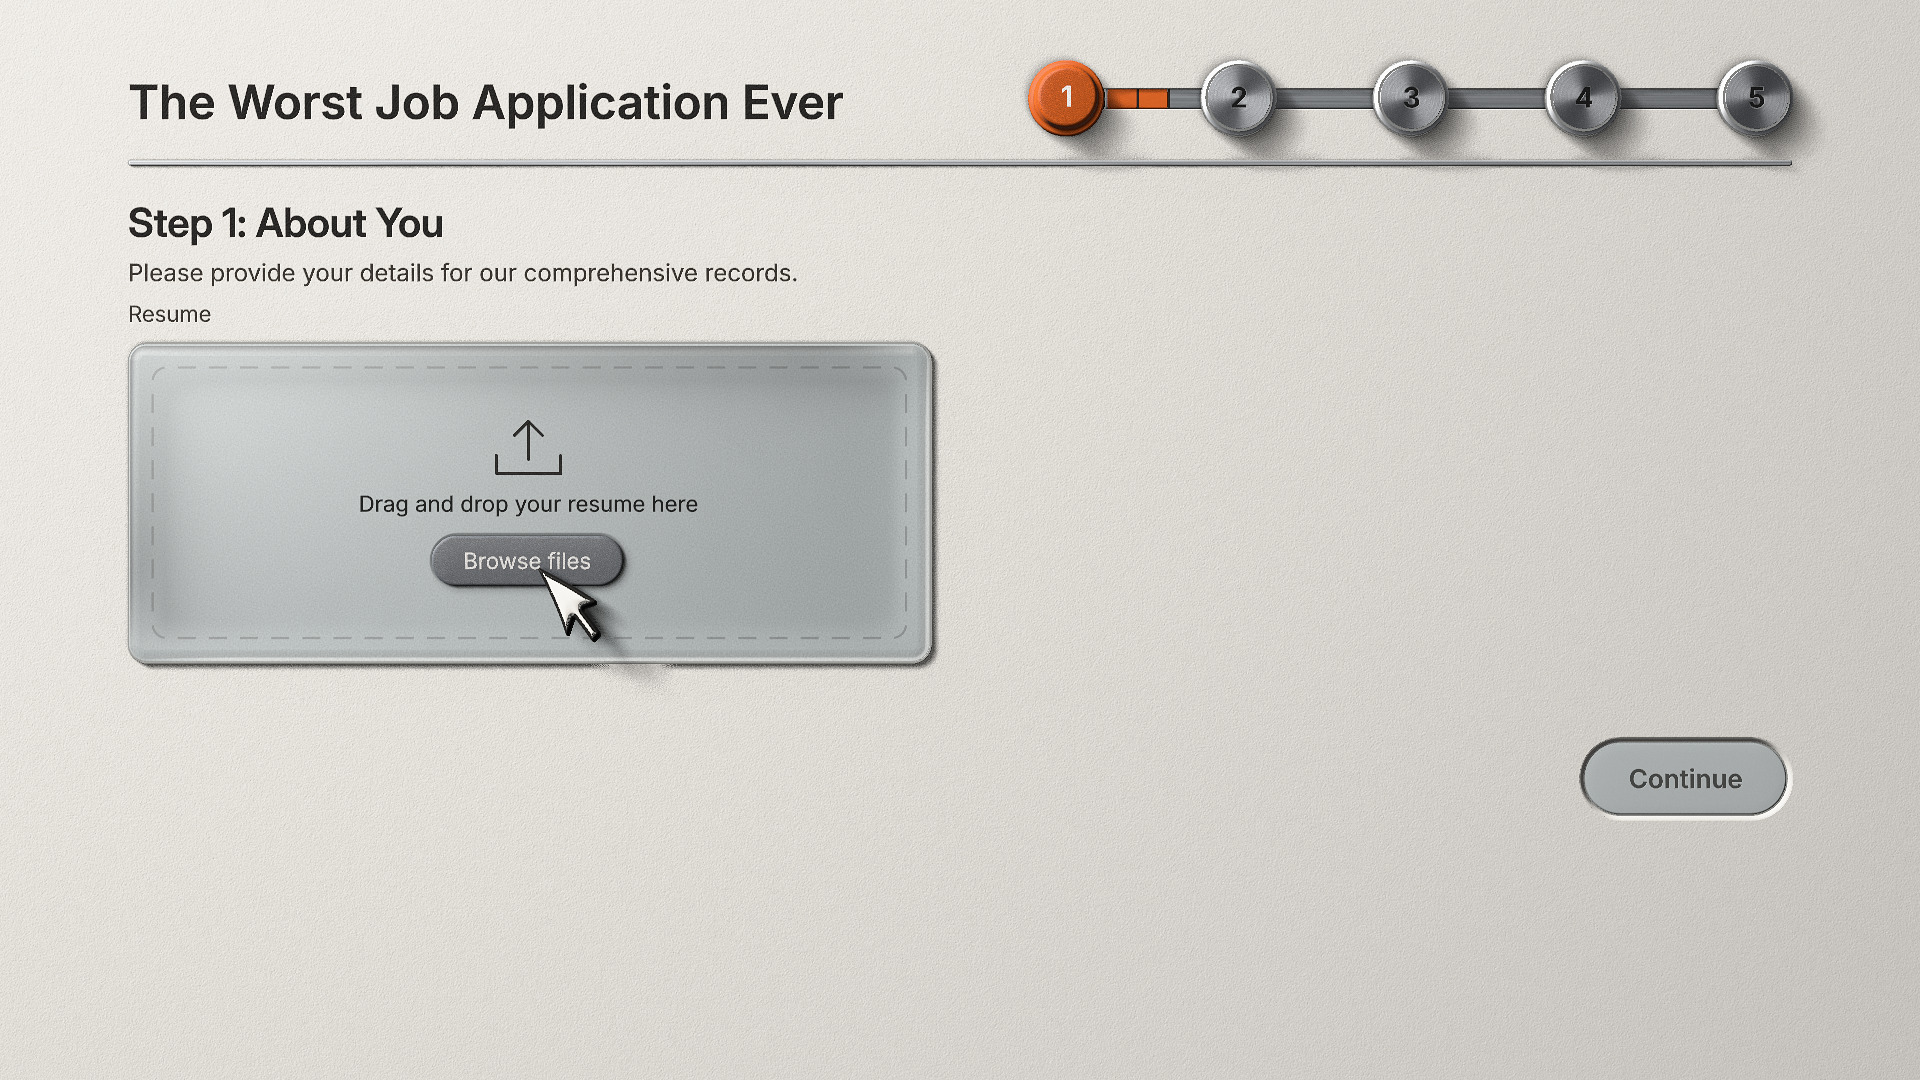 The Worst Job Application Ever
1 2 3 4 5
Step 1: About You
Please provide your details for our comprehensive records.
Resume
Drag and drop your resume here
Browse files
Continue